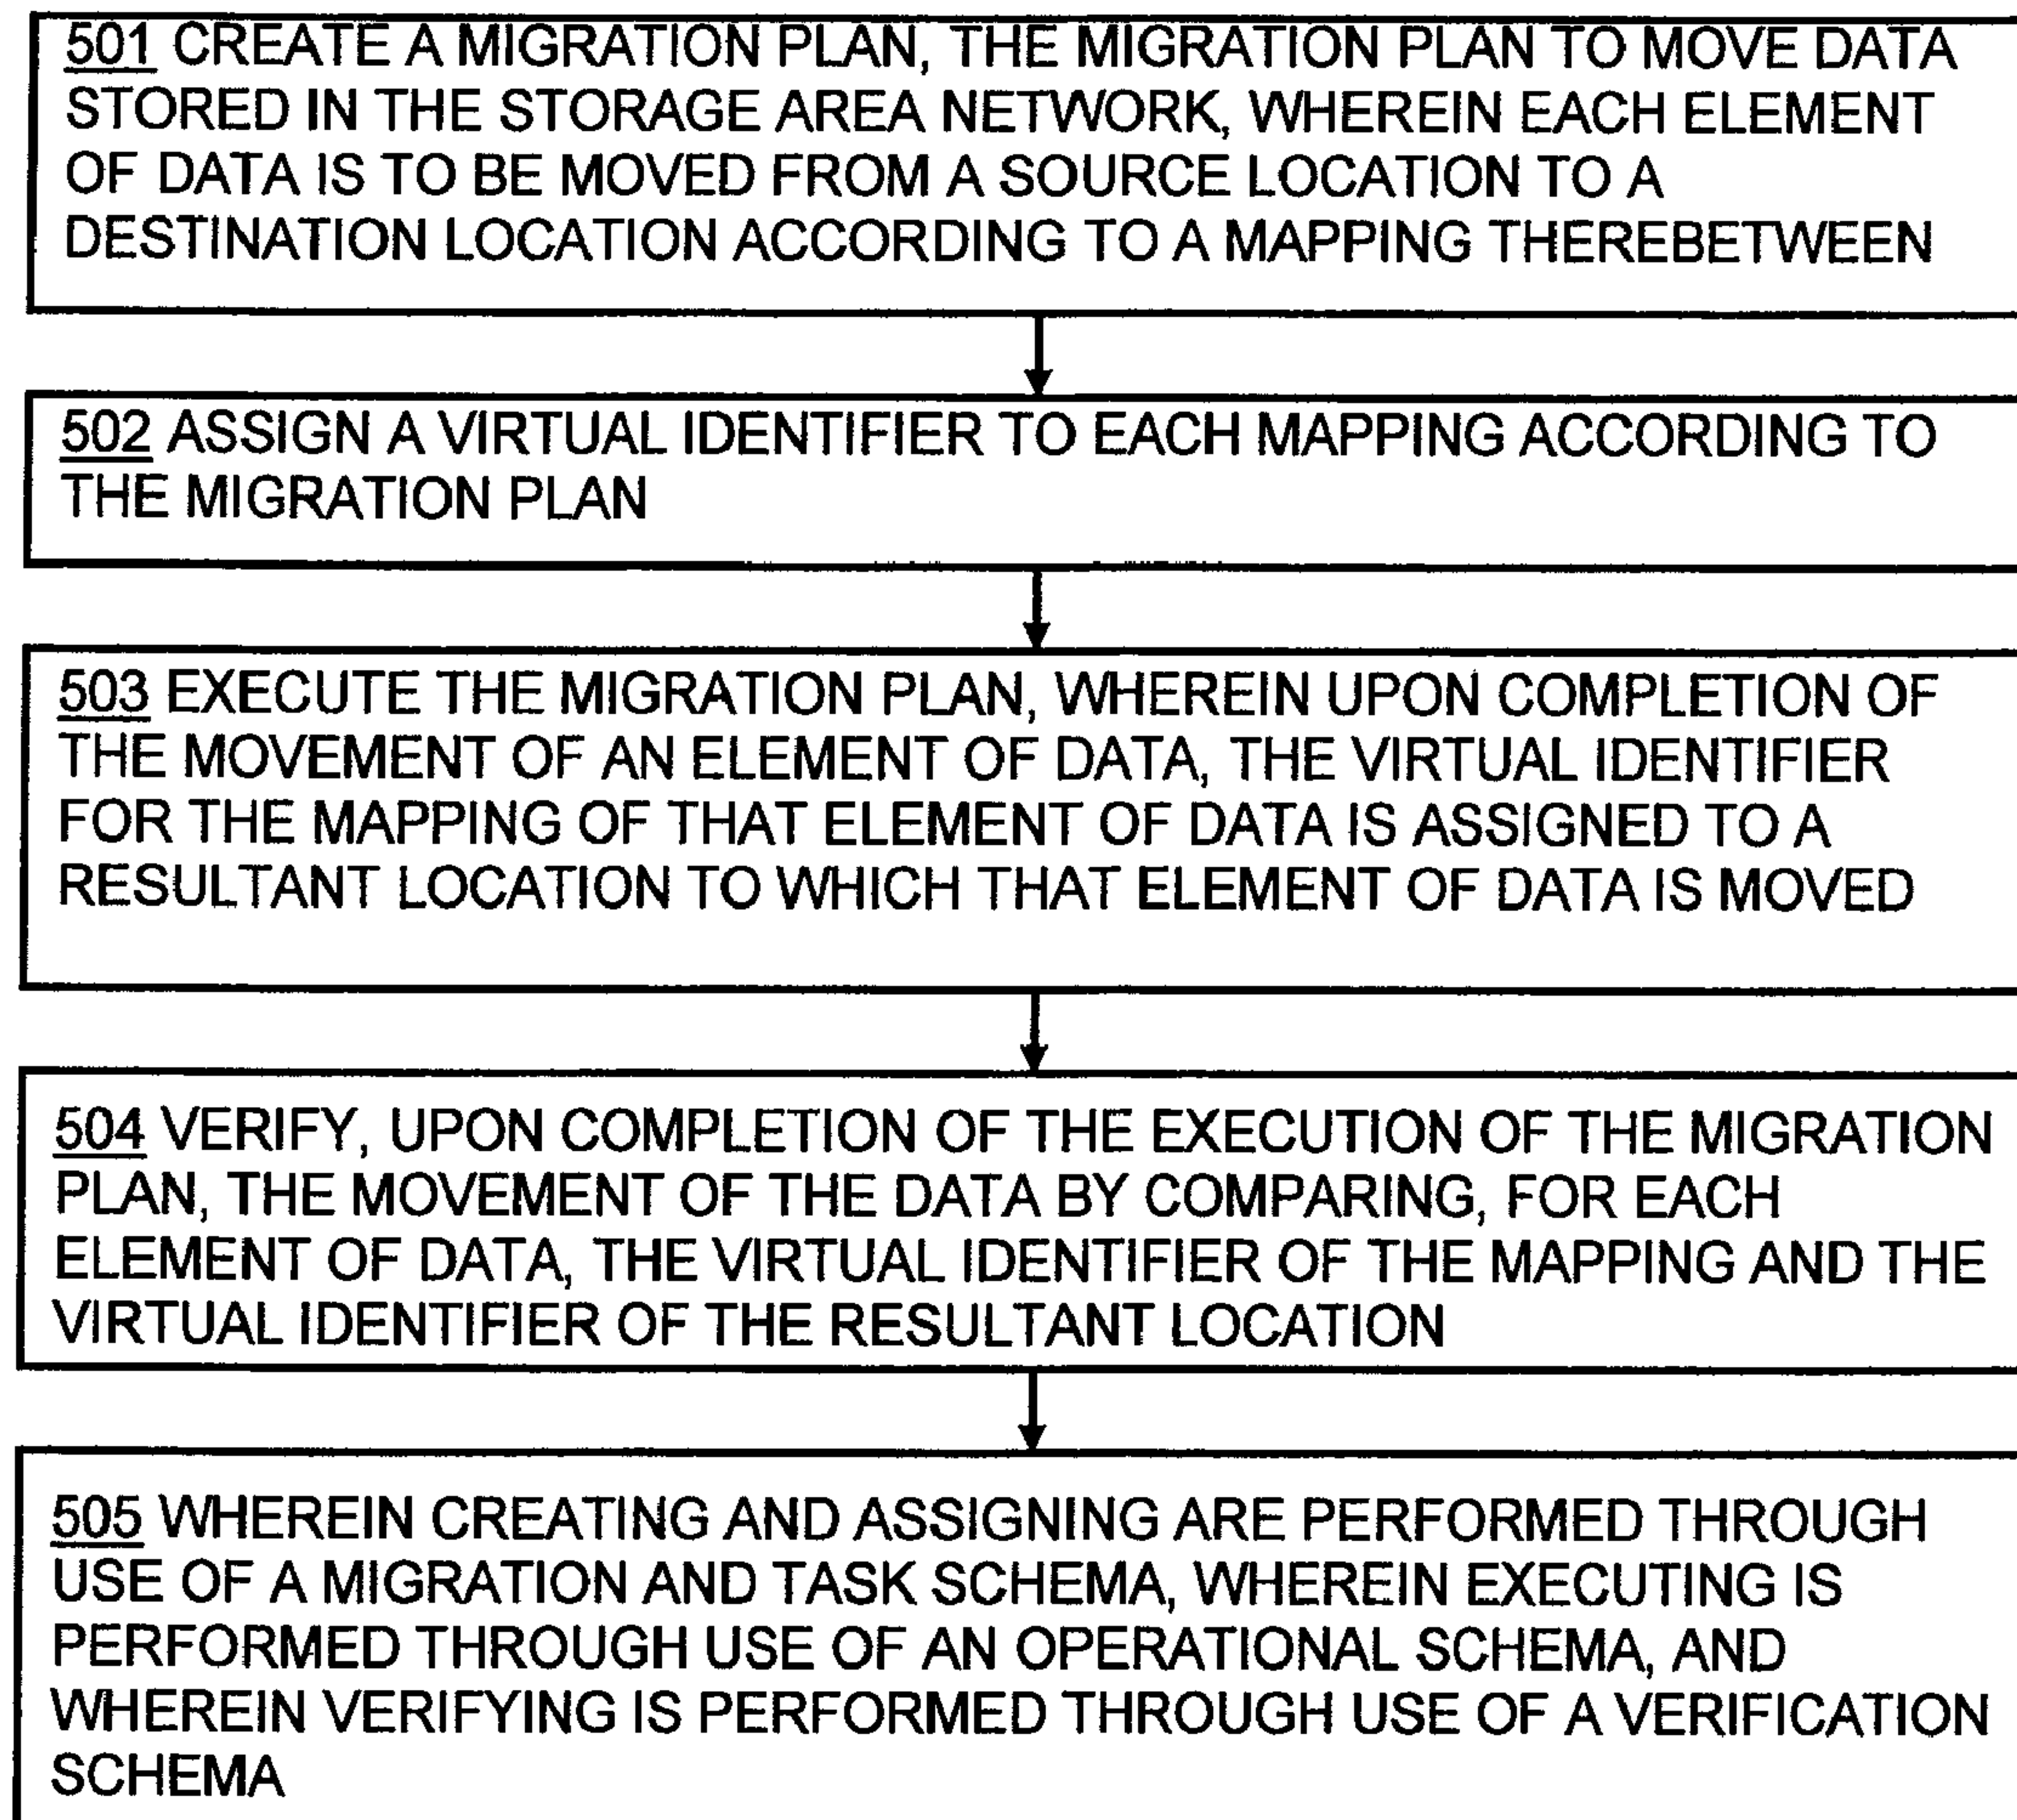 501 CREATE A MIGRATION PLAN, THE MIGRATION PLAN TO MOVE DATA
STORED IN THE STORAGE AREA NETWORK, WHEREIN EACH ELEMENT
OF DATA IS TO BE MOVED FROM A SOURCE LOCATION TO A
DESTINATION LOCATION ACCORDING TO A MAPPING THEREBETWEEN
502 ASSIGN A VIRTUAL IDENTIFIER TO EACH MAPPING ACCORDING TO
THE MIGRATION PLAN
503 EXECUTE THE MIGRATION PLAN, WHEREIN UPON COMPLETION OF
THE MOVEMENT OF AN ELEMENT OF DATA, THE VIRTUAL IDENTIFIER
FOR THE MAPPING OF THAT ELEMENT OF DATA IS ASSIGNED TO A
RESULTANT LOCATION TO WHICH THAT ELEMENT OF DATA IS MOVED
504 VERIFY, UPON COMPLETION OF THE EXECUTION OF THE MIGRATION
PLAN, THE MOVEMENT OF THE DATA BY COMPARING, FOR EACH
ELEMENT OF DATA, THE VIRTUAL IDENTIFIER OF THE MAPPING AND THE
VIRTUAL IDENTIFIER OF THE RESULTANT LOCATION
505 WHEREIN CREATING AND ASSIGNING ARE PERFORMED THROUGH
USE OF A MIGRATION AND TASK SCHEMA, WHEREIN EXECUTING IS
PERFORMED THROUGH USE OF AN OPERATIONAL SCHEMA, AND
WHEREIN VERIFYING IS PERFORMED THROUGH USE OF A VERIFICATION
SCHEMA